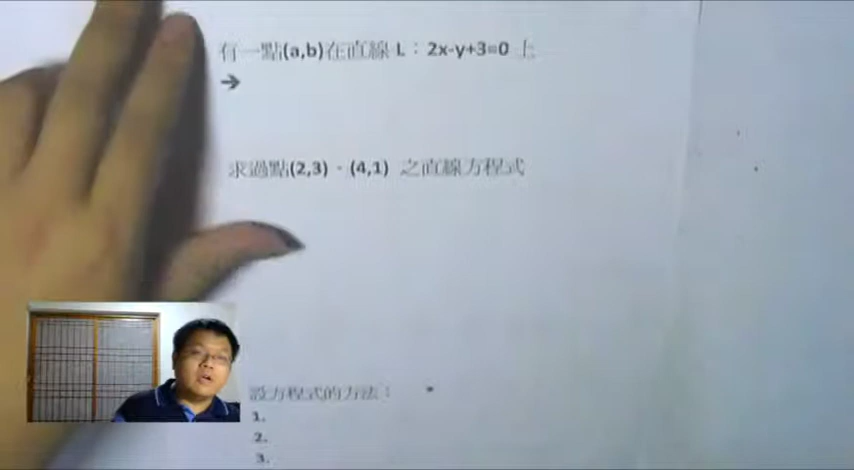 有一點(a,b)在直線 L：2x-y+3=0 上
➔
求過點(2,3)、(4,1) 之直線方程式
設方程式的方法：
1.
2.
3.